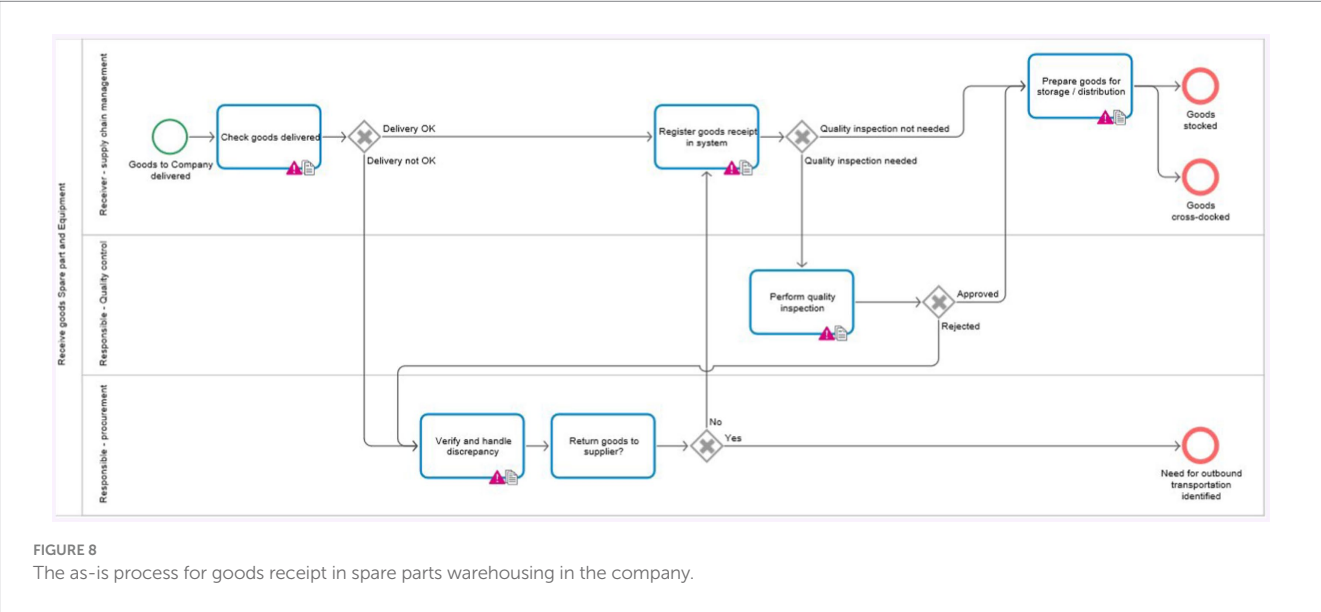 Receive goods Spare part and Equipment
Receiver - supply chain management
Goods to Company
delivered
Check goods delivered
Delivery OK
Delivery not OK
Register goods receipt
in system
Quality inspection not needed
Quality inspection needed
Prepare goods for
storage / distribution
Goods
stocked
Goods
cross-docked
Responsible - Quality control
Perform quality
inspection
Approved
Rejected
Responsible - procurement
Verify and handle
discrepancy
Return goods to
supplier?
No
Yes
Need for outbound
transportation
identified
FIGURE 8
The as-is process for goods receipt in spare parts warehousing in the company.